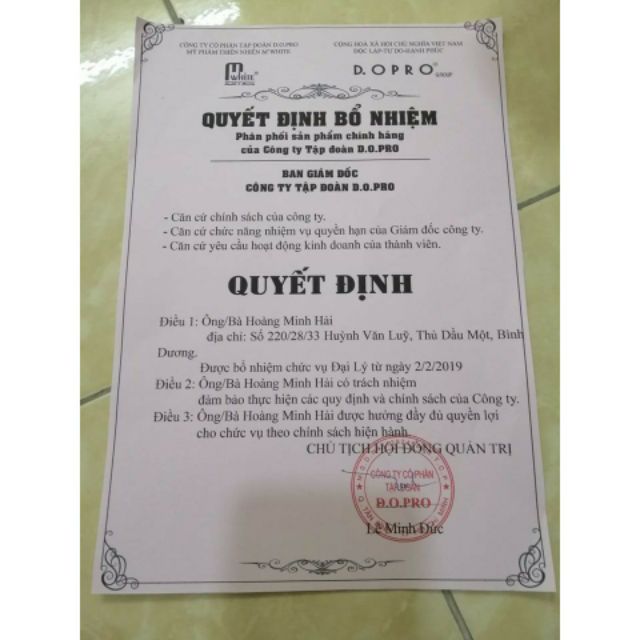 CÔNG TY CỔ PHẦN TẬP ĐOÀN D.O.PRO
MỸ PHẨM THIÊN NHIÊN M'WHITE
CỘNG HOÀ XÃ HỘI CHỦ NGHĨA VIỆT NAM
ĐỘC LẬP-TỰ DO-HẠNH PHÚC
M'WHITE
D.OPRO GROUP
QUYẾT ĐỊNH BỔ NHIỆM
Phân phối sản phẩm chính hãng
của Công ty Tập đoàn D.O.PRO
BAN GIÁM ĐỐC
CÔNG TY TẬP ĐOÀN D.O.PRO
- Căn cứ chính sách của công ty.
- Căn cứ chức năng nhiệm vụ quyền hạn của Giám đốc công ty.
- Căn cứ yêu cầu hoạt động kinh doanh của thành viên.
QUYẾT ĐỊNH
Điều 1: Ông/Bà Hoàng Minh Hải
địa chỉ: Số 220/28/33 Huỳnh Văn Luỹ, Thủ Dầu Một, Bình
Dương.
Được bổ nhiệm chức vụ Đại Lý từ ngày 2/2/2019
Điều 2: Ông/Bà Hoàng Minh Hải có trách nhiệm
đảm bảo thực hiện các quy định và chính sách của Công ty.
Điều 3: Ông/Bà Hoàng Minh Hải được hưởng đầy đủ quyền lợi
cho chức vụ theo chính sách hiện hành.
CHỦ TỊCH HỘI ĐỒNG QUẢN TRỊ
CÔNG TY CỔ PHẦN
TẬP ĐOÀN
D.O.PRO
Lê Minh Đức